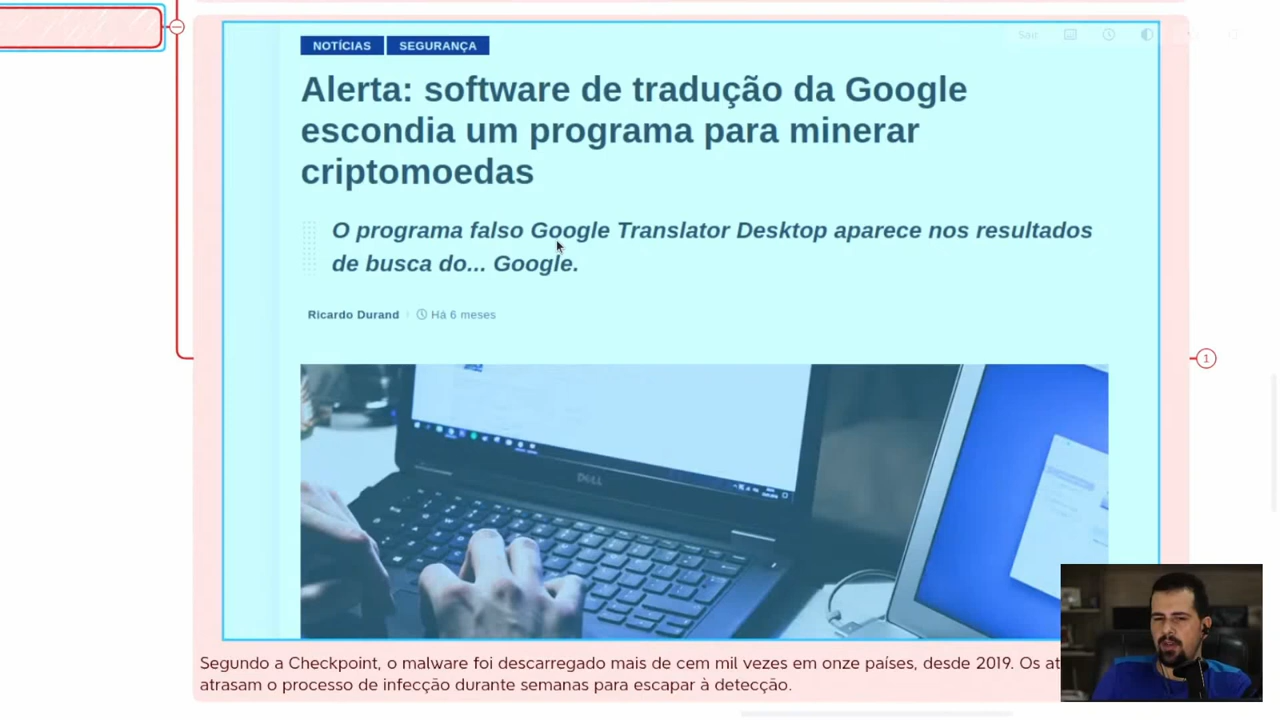 NOTÍCIAS SEGURANÇA
Sair
Alerta: software de tradução da Google
escondia um programa para minerar
criptomoedas
O programa falso Google Translator Desktop aparece nos resultados
de busca do... Google.
Ricardo Durand Há 6 meses
DELL
1
Segundo a Checkpoint, o malware foi descarregado mais de cem mil vezes em onze países, desde 2019. Os at
atrasam o processo de infecção durante semanas para escapar à detecção.